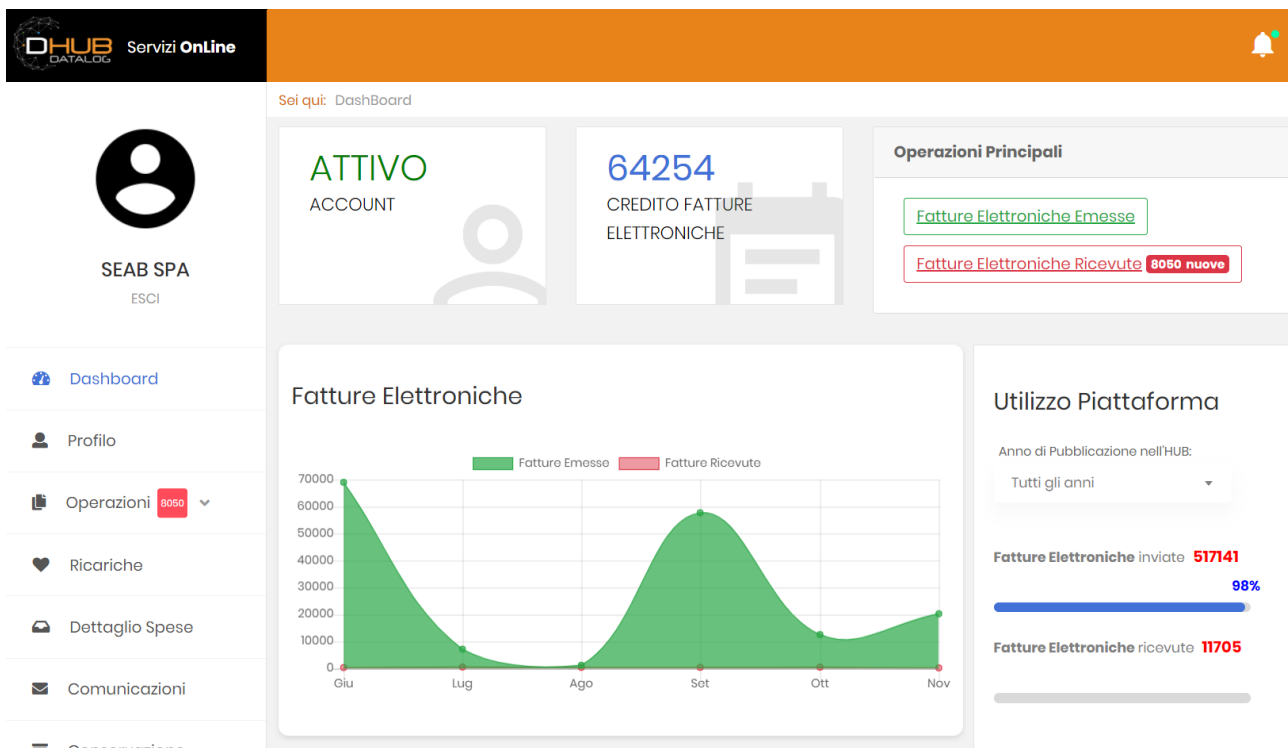 DHUB
DATALOG
Servizi OnLine
Sei qui: DashBoard
SEAB SPA
ESCI
Dashboard
Profilo
Operazioni 8050
Ricariche
Dettaglio Spese
Comunicazioni
Conservazione
ATTIVO
ACCOUNT
64254
CREDITO FATTURE
ELETTRONICHE
Operazioni Principali
Fatture Elettroniche Emesse
Fatture Elettroniche Ricevute 8050 nuove
Fatture Elettroniche
Fatture Emesse Fatture Ricevute
70000
60000
50000
40000
30000
20000
10000
0
Giu Lug Ago Set Ott Nov
Utilizzo Piattaforma
Anno di Pubblicazione nell'HUB:
Tutti gli anni
Fatture Elettroniche inviate 517141
98%
Fatture Elettroniche ricevute 11705